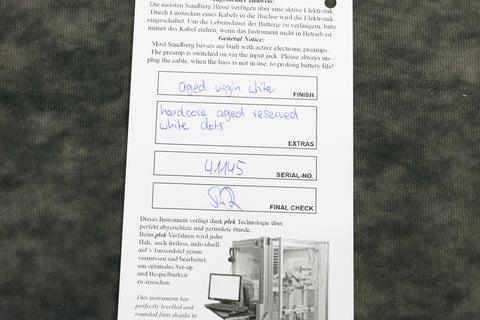 Die meisten Sandberg Bässe verfügen über eine aktive Elektronik.
Durch Einstecken eines Kabels in die Buchse wird die Elektronik
eingeschaltet. Um die Lebensdauer der Batterie zu verlängern, bitte
immer das Kabel ziehen, wenn das Instrument nicht in Betrieb ist.
General Notice:
Most Sandberg basses are built with active electronic preamps.
The preamp is switched on via the input jack. Please always un-
plug the cable, when the bass is not in use, to prolong battery life!
aged virgin white
FINISH
hardcore aged reserved
white dots
EXTRAS
41145
SERIAL-NO.
FINAL CHECK
Dieses Instrument verfügt dank plek Technologie über
perfekt abgerichtete und gerundete Bünde.
Beim plek Verfahren wird jeder
Hals, auch fretless, individuell
auf's Tausendstel genau
vermessen und bearbeitet,
um optimales Set-up
und Bespielbarkeit
zu erreichen.
This instrument has
perfectly levelled and
rounded frets thanks to